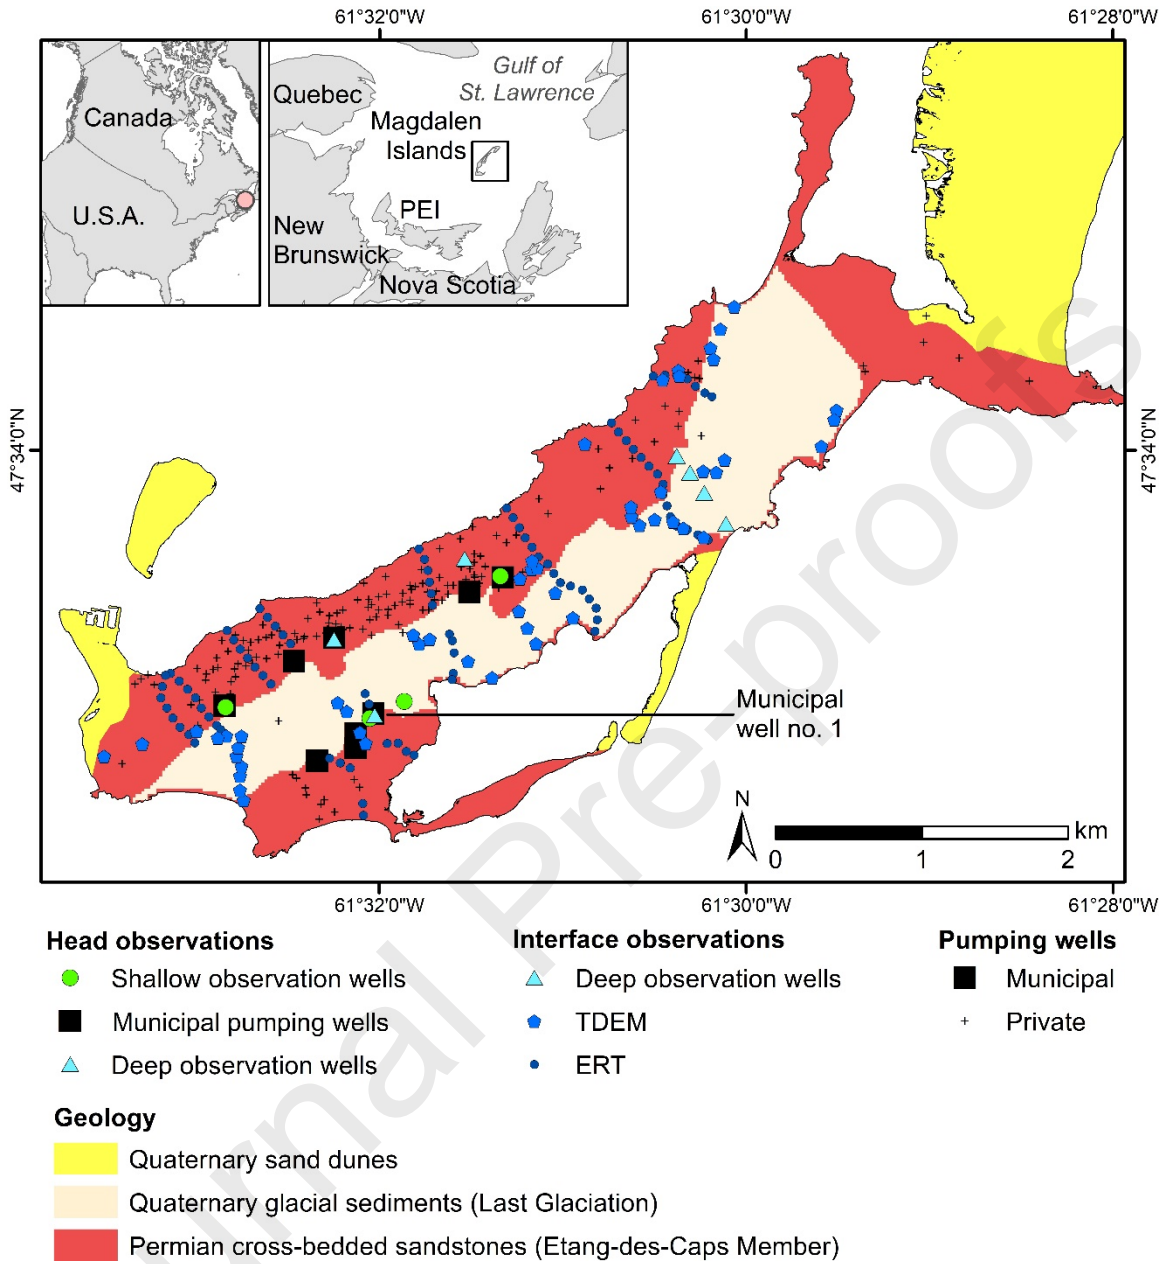 61°32'0"W
61°30'0"W
61°28'0"W
Canada
U.S.A.
Quebec
Gulf of
St. Lawrence
Magdalen
Islands
PEI
New
Brunswick
Nova Scotia
47°34'0"N
47°34'0"N
Municipal
well no. 1
N
km
0
1
2
61°32'0"W
61°30'0"W
61°28'0"W
Head observations
Shallow observation wells
Municipal pumping wells
Deep observation wells
Interface observations
Deep observation wells
TDEM
ERT
Pumping wells
Municipal
Private
Geology
Quaternary sand dunes
Quaternary glacial sediments (Last Glaciation)
Permian cross-bedded sandstones (Etang-des-Caps Member)
urnal Pre-proofs